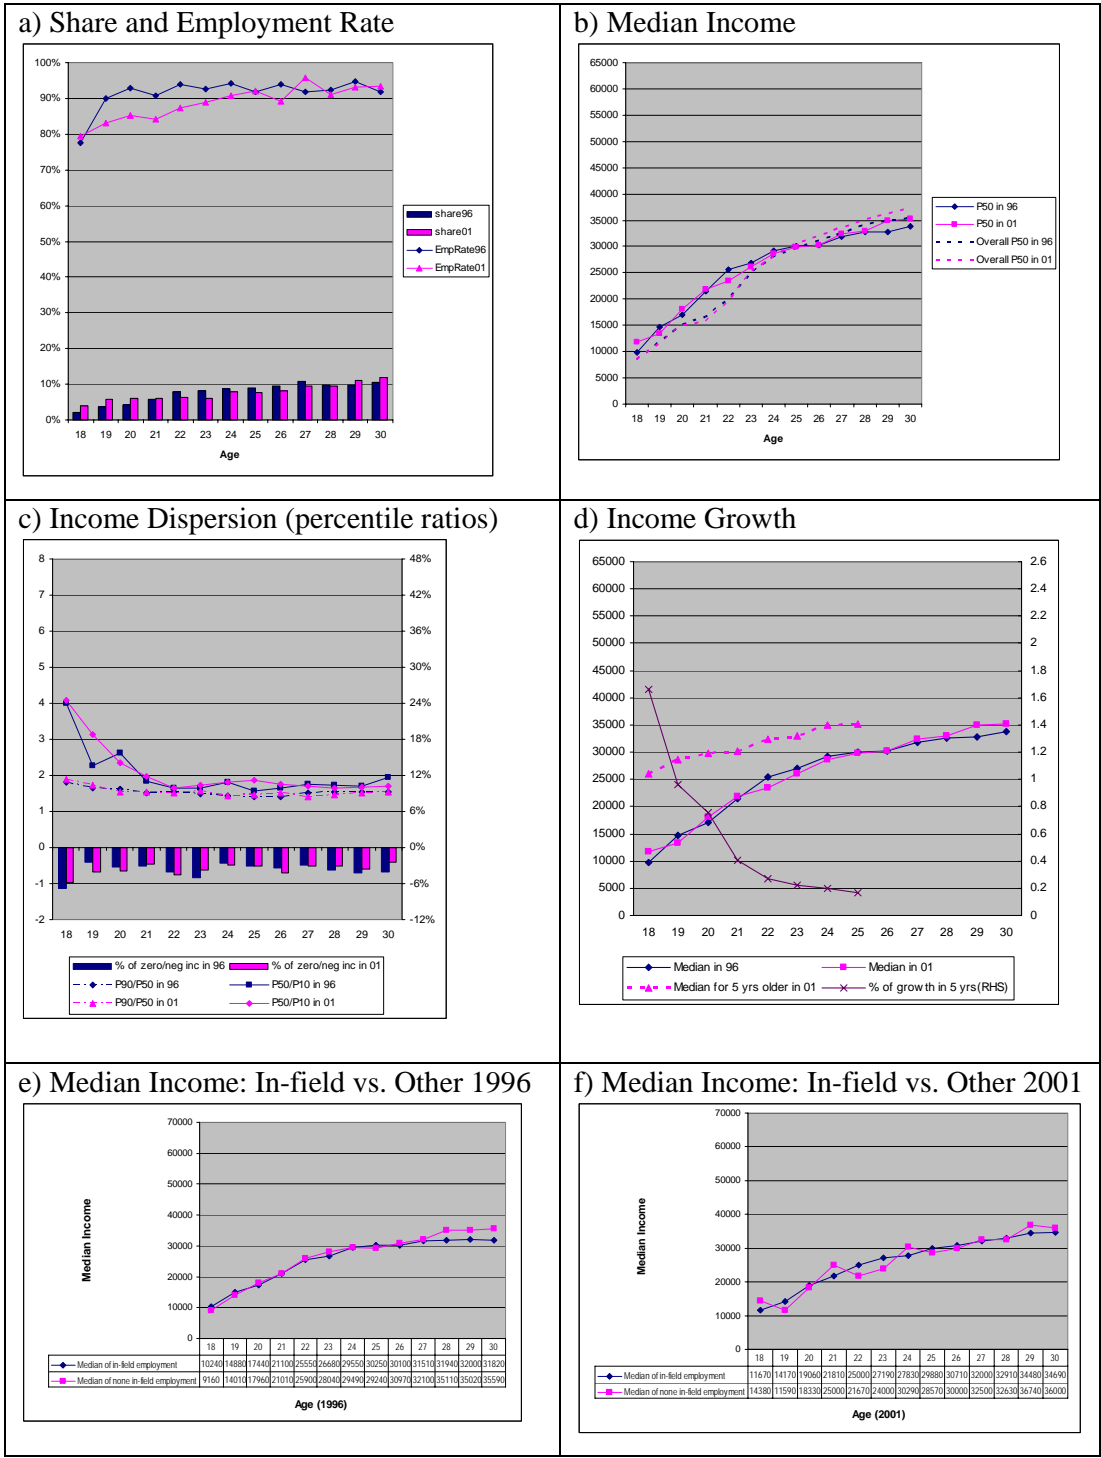 a) Share and Employment Rate
100%
90%
80%
70%
60%
50%
40%
30%
20%
10%
0%
18 19 20 21 22 23 24 25 26 27 28 29 30
Age
share96
share01
EmpRate96
EmpRate01
b) Median Income
65000
60000
55000
50000
45000
40000
35000
30000
25000
20000
15000
10000
5000
0
18 19 20 21 22 23 24 25 26 27 28 29 30
Age
P50 in 96
P50 in 01
Overall P50 in 96
Overall P50 in 01
c) Income Dispersion (percentile ratios)
8 48%
7 42%
6 36%
5 30%
4 24%
3 18%
2 12%
1 6%
0 0%
-1 -6%
-2 -12%
18 19 20 21 22 23 24 25 26 27 28 29 30
% of zero/neg inc in 96 % of zero/neg inc in 01
P90/P50 in 96 P50/P10 in 96
P90/P50 in 01 P50/P10 in 01
d) Income Growth
65000 2.6
60000 2.4
55000 2.2
50000 2
45000 1.8
40000 1.6
35000 1.4
30000 1.2
25000 1
20000 0.8
15000 0.6
10000 0.4
5000 0.2
0 0
18 19 20 21 22 23 24 25 26 27 28 29 30
Median in 96 Median in 01
Median for 5 yrs older in 01 % of growth in 5 yrs(RHS)
e) Median Income: In-field vs. Other 1996
Median Income
70000
60000
50000
40000
30000
20000
10000
0
18 19 20 21 22 23 24 25 26 27 28 29 30
Median of in-field employment 10240 14880 17440 21100 25550 26680 29550 30250 30100 31510 31940 32000 31820
Median of none in-field employment 9160 14010 17960 21010 25900 28040 29490 29240 30970 32100 35110 35020 35590
Age (1996)
f) Median Income: In-field vs. Other 2001
Median Income
70000
60000
50000
40000
30000
20000
10000
0
18 19 20 21 22 23 24 25 26 27 28 29 30
Median of in-field employment 11670 14170 19060 21810 25000 27190 27830 29880 30710 32000 32910 34480 34690
Median of none in-field employment 14380 11590 18330 25000 21670 24000 30290 28570 30000 32500 32630 36740 36000
Age (2001)